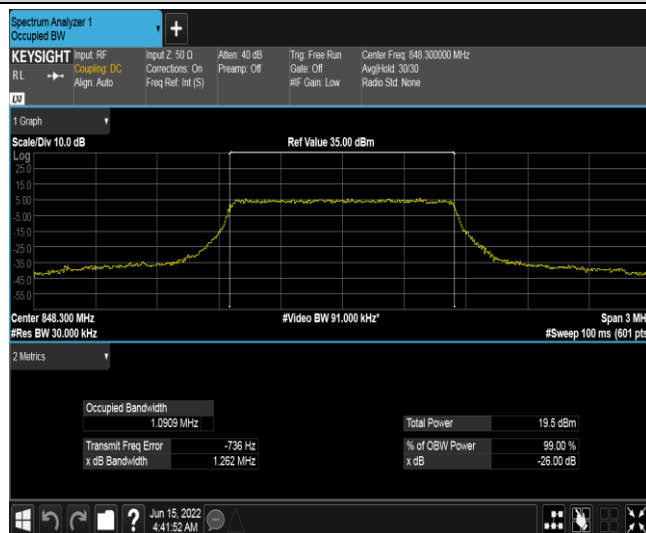 Spectrum Analyzer 1
Occupied BW
KEYSIGHT Input: RF Input Z: 50 Ω Atten: 40 dB Trig: Free Run Center Freq: 848.300000 MHz
RL Coupling: DC Corrections: On Preamp: Off Gate: Off Avg|Hold: 30/30
Align: Auto Freq Ref: Int (S) #IF Gain: Low Radio Std: None
LXI
1 Graph
Scale/Div 10.0 dB Ref Value 35.00 dBm
Log
25.0
15.0
5.00
-5.00
-15.0
-25.0
-35.0
-45.0
-55.0
Center 848.300 MHz #Video BW 91.000 kHz* Span 3 MH
#Res BW 30.000 kHz #Sweep 100 ms (601 pts
2 Metrics
Occupied Bandwidth
1.0909 MHz Total Power 19.5 dBm
Transmit Freq Error -736 Hz % of OBW Power 99.00 %
x dB Bandwidth 1.262 MHz x dB -26.00 dB
? Jun 15, 2022
4:41:52 AM